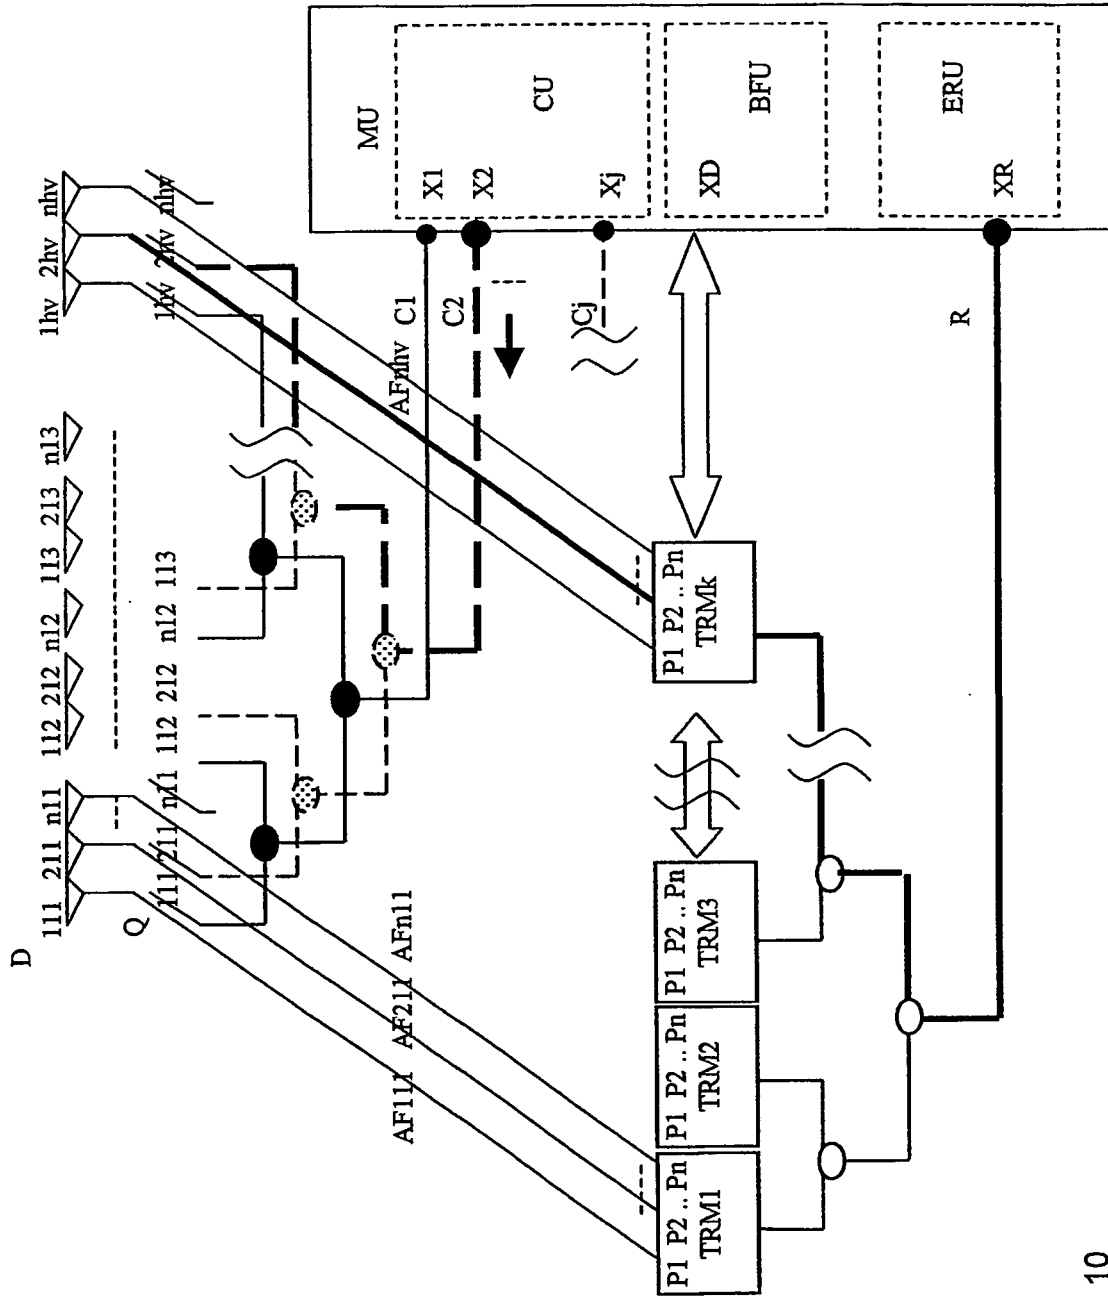 D
111 211 n11 112 212 n12 113 213 n13 1hv 2hv nhv
Q
111 211 n11 112 212 n12 113 1hv 2hv nhv
AF111 AF211 AFn11
AFnhv
C1
C2
Cj
MU
CU
X1
X2
Xj
BFU
XD
ERU
XR
P1 P2 .. Pn
TRM1
P1 P2 .. Pn
TRM2
P1 P2 .. Pn
TRM3
P1 P2 .. Pn
TRMk
R
10